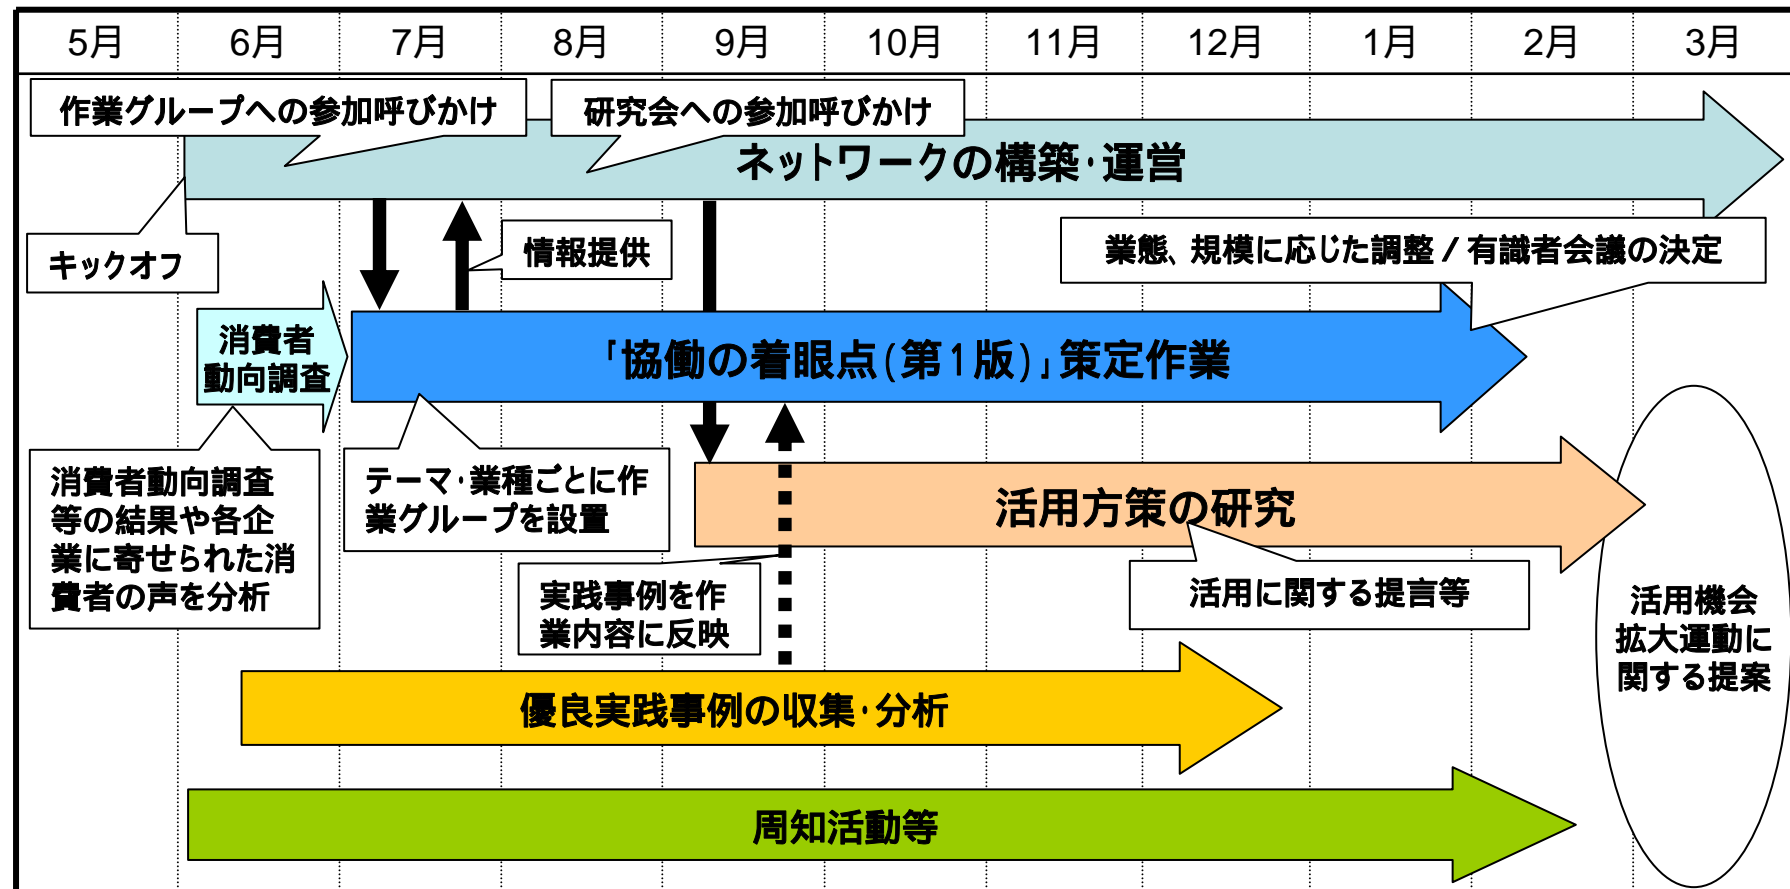 5月 6月 7月 8月 9月 10月 11月 12月 1月 2月 3月
作業グループへの参加呼びかけ
研究会への参加呼びかけ
ネットワークの構築・運営
キックオフ
情報提供
業態、規模に応じた調整/有識者会議の決定
消費者
動向調査
「協働の着眼点(第1版)」策定作業
消費者動向調査
等の結果や各企
業に寄せられた消
費者の声を分析
テーマ・業種ごとに作
業グループを設置
活用方策の研究
実践事例を作
業内容に反映
活用に関する提言等
活用機会
拡大運動に
関する提案
優良実践事例の収集・分析
周知活動等